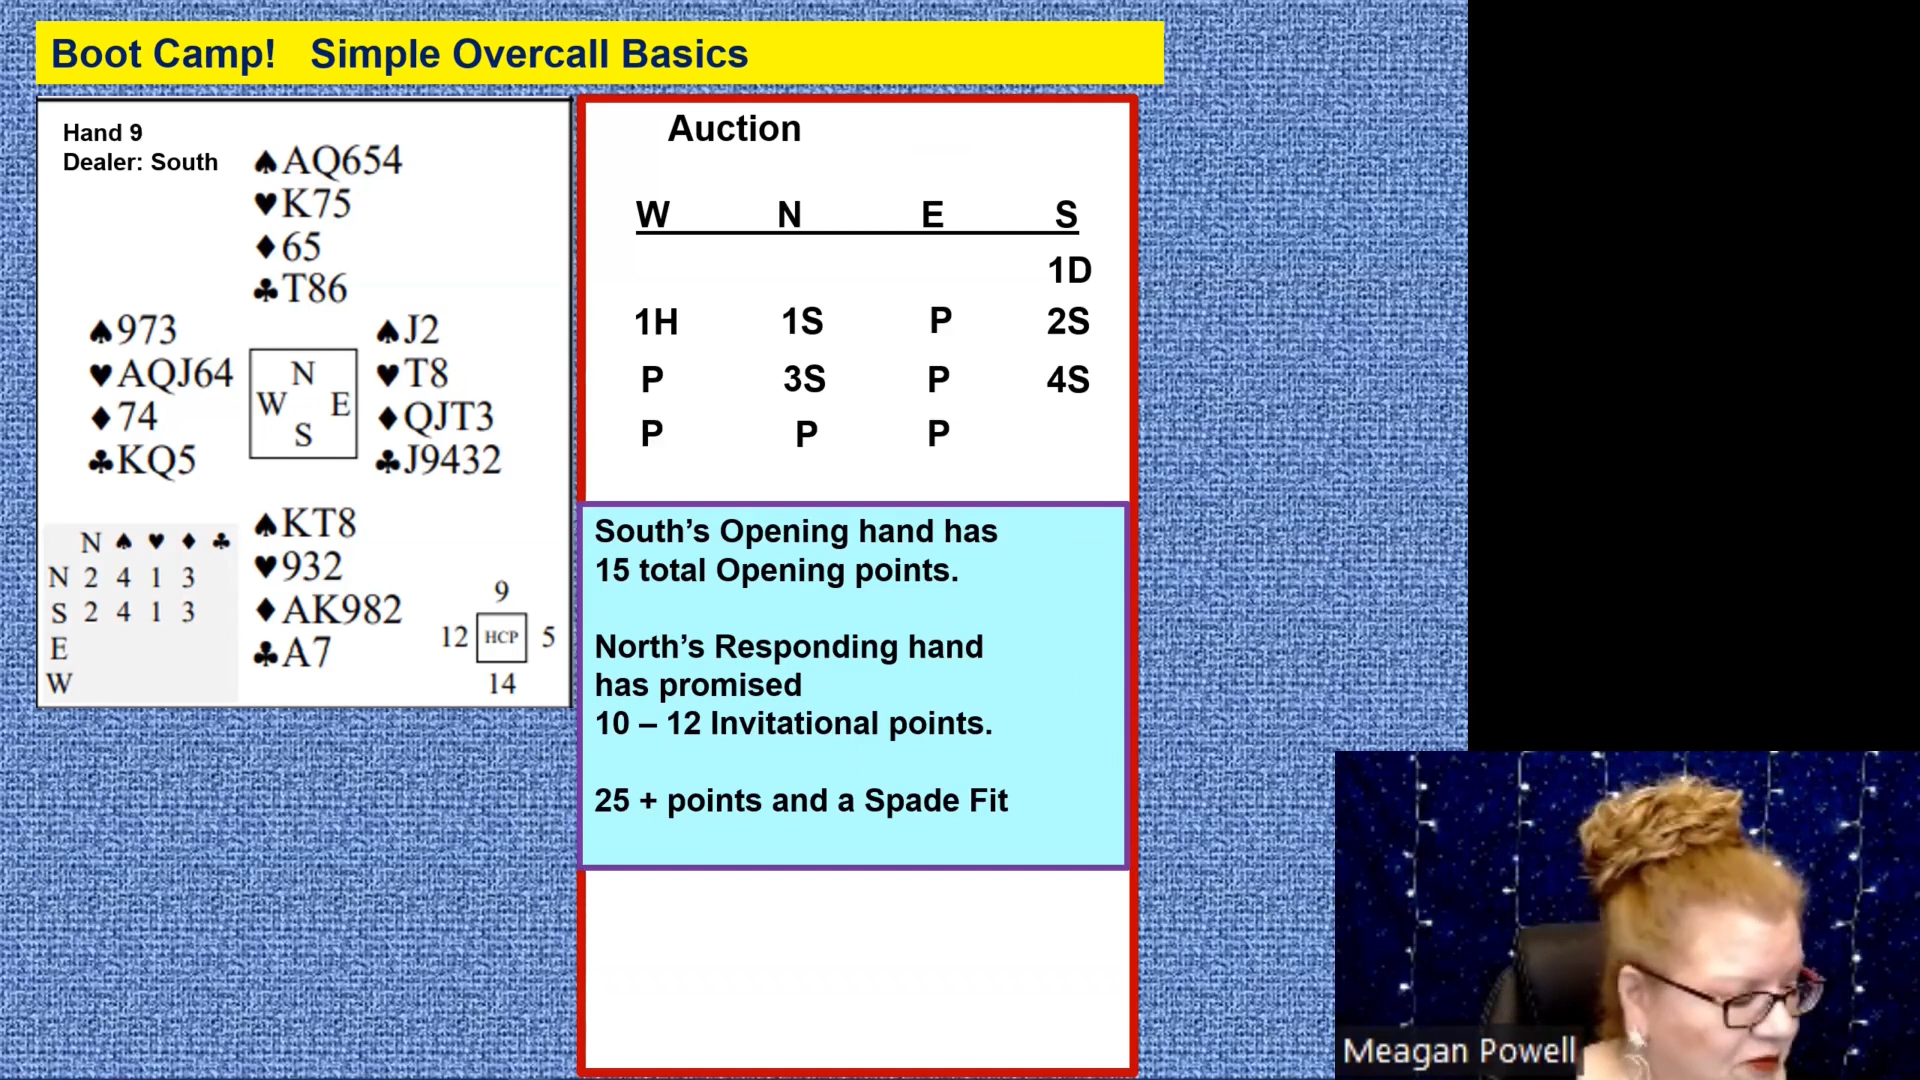 Boot Camp! Simple Overcall Basics
Hand 9
Dealer: South
♠AQ654
♥K75
♦65
♣T86
♠973
♥AQJ64
♦74
♣KQ5
N
W E
S
♠J2
♥T8
♦QJT3
♣J9432
♠KT8
♥932
♦AK982
♣A7
N ♠ ♥ ♦ ♣
N 2 4 1 3
S 2 4 1 3
E
W
9
12 HCP 5
14
Auction
W N E S
1D
1H 1S P 2S
P 3S P 4S
P P P
South’s Opening hand has
15 total Opening points.
North’s Responding hand
has promised
10 – 12 Invitational points.
25 + points and a Spade Fit
Meagan Powell